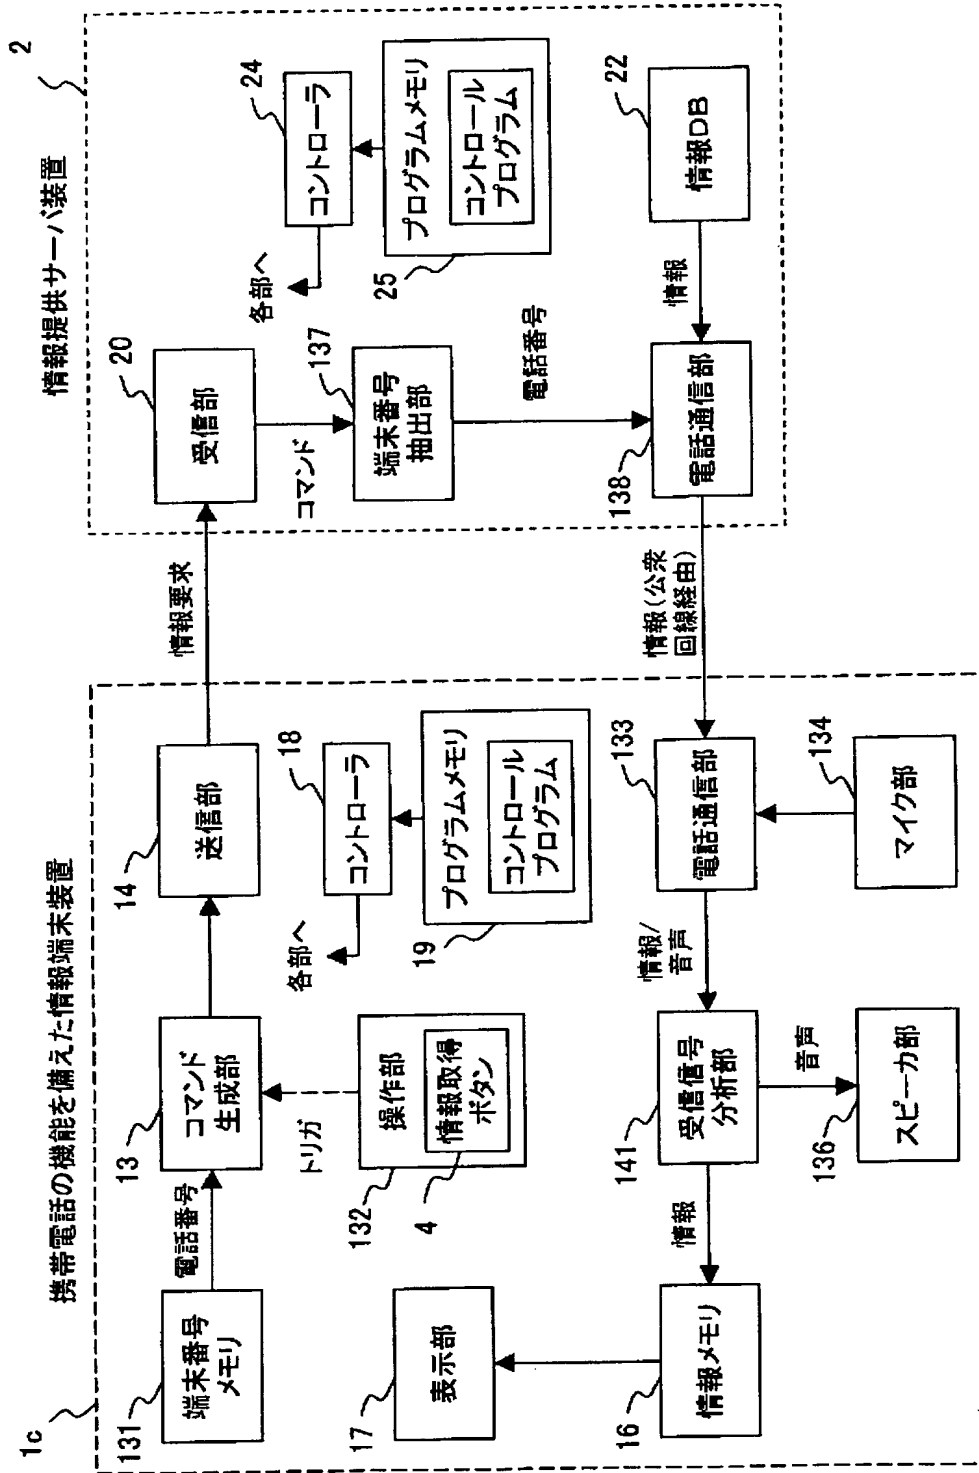 1c
携帯電話の機能を備えた情報端末装置
131
端末番号
メモリ
電話番号
13
コマンド
生成部
14
送信部
トリガ
132
操作部
4
情報取得
ボタン
各部へ
18
コントローラ
19
プログラムメモリ
コントロール
プログラム
17
表示部
16
情報メモリ
情報
141
受信信号
分析部
音声
136
スピーカ部
情報/
音声
133
電話通信部
134
マイク部
情報要求
情報(公衆
回線経由)
2
情報提供サーバ装置
20
受信部
コマンド
137
端末番号
抽出部
電話番号
各部へ
24
コントローラ
25
プログラムメモリ
コントロール
プログラム
138
電話通信部
情報
22
情報DB